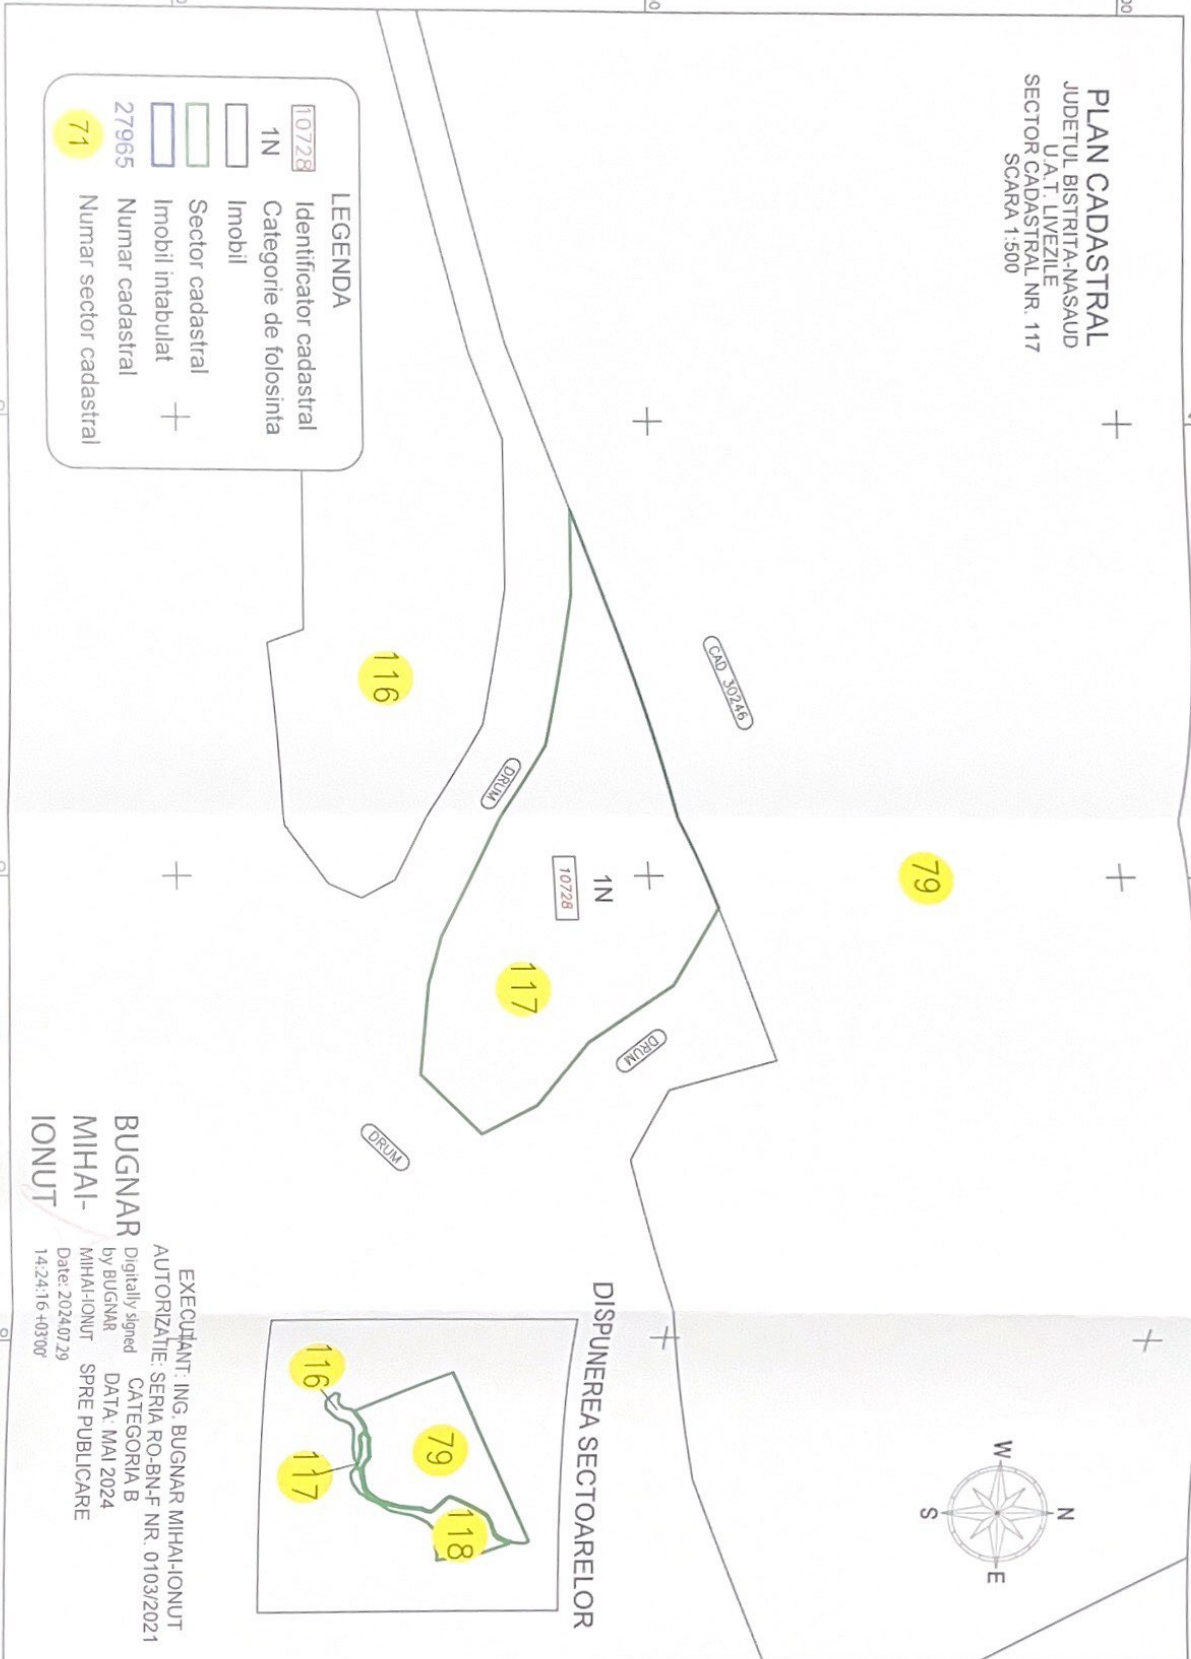 PLAN CADASTRAL
JUDETUL BISTRITA-NASAUD
U.A.T. LIVEZILE
SECTOR CADASTRAL NR. 117
SCARA 1:500
79
CAD 30246
1N
10728
117
DRUM
DRUM
DRUM
116
LEGENDA
10728 Identificator cadastral
1N Categorie de folosinta
Imobil
Sector cadastral
Imobil intabulat
27965 Numar cadastral
71 Numar sector cadastral
N
W
E
S
DISPUNEREA SECTOARELOR
79
118
116
117
EXECUTANT: ING. BUGNAR MIHAI-IONUT
AUTORIZATIE: SERIA RO-BN-F NR. 0103/2021
CATEGORIA B
DATA: MAI 2024
SPRE PUBLICARE
BUGNAR
MIHAI-
IONUT
Digitally signed
by BUGNAR
MIHAI-IONUT
Date: 2024.07.29
14:24:16 +03'00'